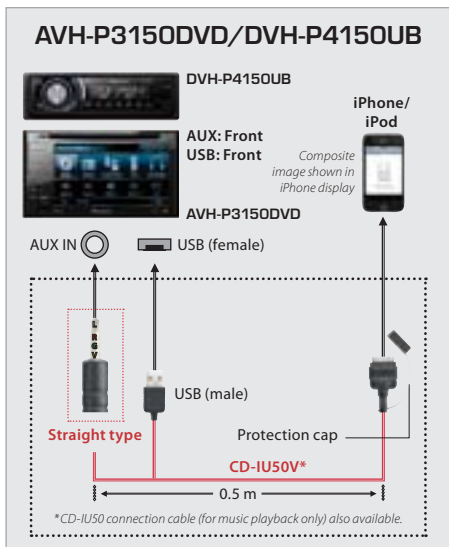 AVH-P3150DVD/DVH-P4150UB
DVH-P4150UB
iPhone/
iPod
AUX: Front
USB: Front
Composite
image shown in
iPhone display
AVH-P3150DVD
AUX IN
USB (female)
L
R
G
V
USB (male)
Straight type
Protection cap
CD-IU50V*
0.5 m
*CD-IU50 connection cable (for music playback only) also available.